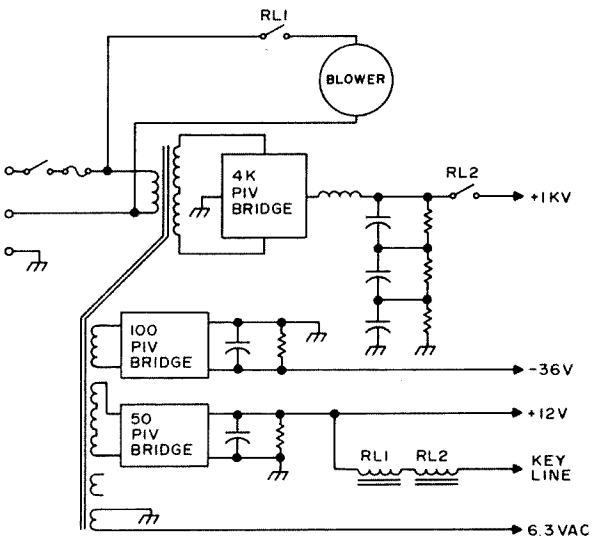 RL1
BLOWER
4K
PIV
BRIDGE
RL2
+1KV
100
PIV
BRIDGE
-36V
50
PIV
BRIDGE
+12V
RL1 RL2
KEY
LINE
6.3VAC